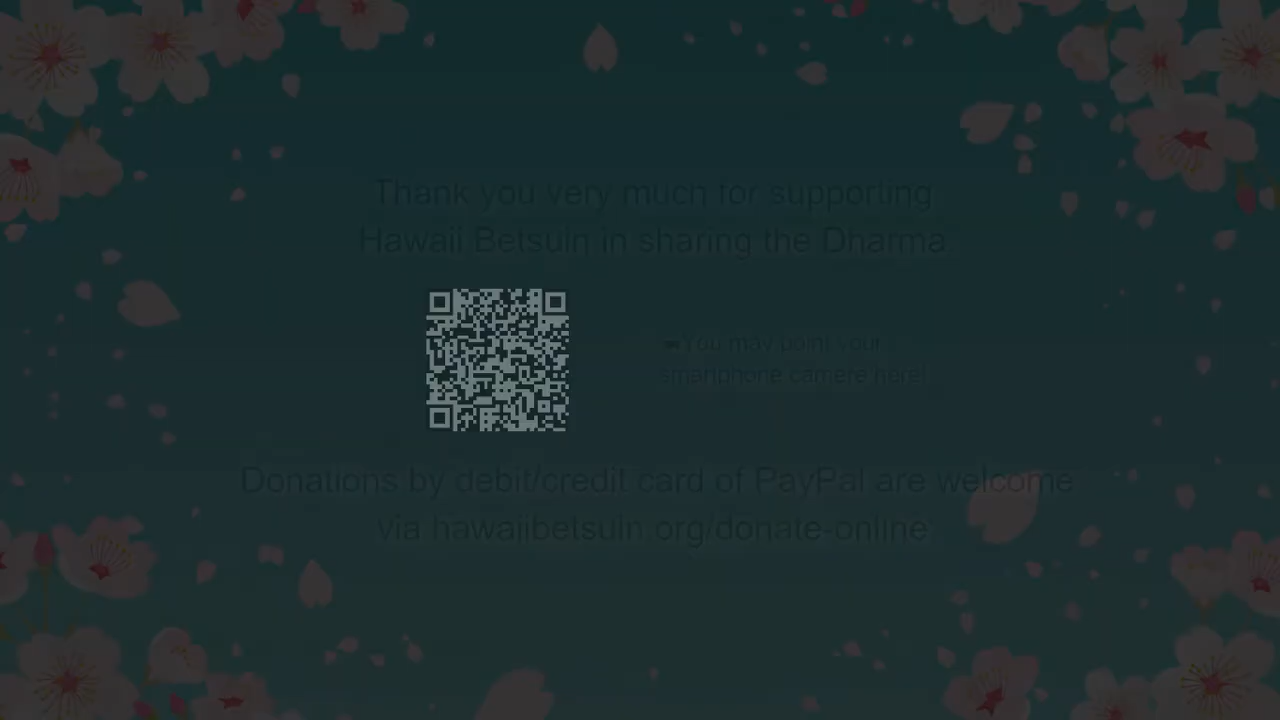 Thank you very much for supporting
Hawaii Betsuin in sharing the Dharma
⬅You may point your
smartphone camera here!
Donations by debit/credit card of PayPal are welcome
via hawaiibetsuin.org/donate-online